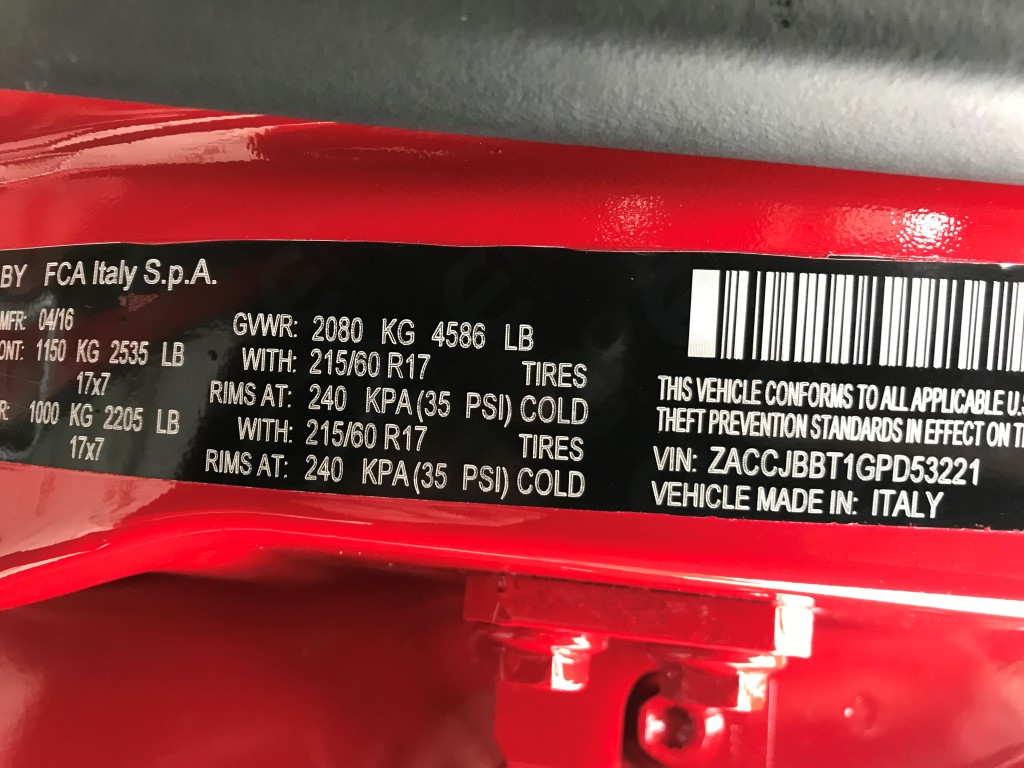 BY FCA Italy S.p.A.
MFR: 04/16
ONT: 1150 KG 2535 LB
17x7
R: 1000 KG 2205 LB
17x7
GVWR: 2080 KG 4586 LB
WITH: 215/60 R17 TIRES
RIMS AT: 240 KPA (35 PSI) COLD
WITH: 215/60 R17 TIRES
RIMS AT: 240 KPA (35 PSI) COLD
THIS VEHICLE CONFORMS TO ALL APPLICABLE U.S
THEFT PREVENTION STANDARDS IN EFFECT ON T
VIN: ZACCJBBT1GPD53221
VEHICLE MADE IN: ITALY